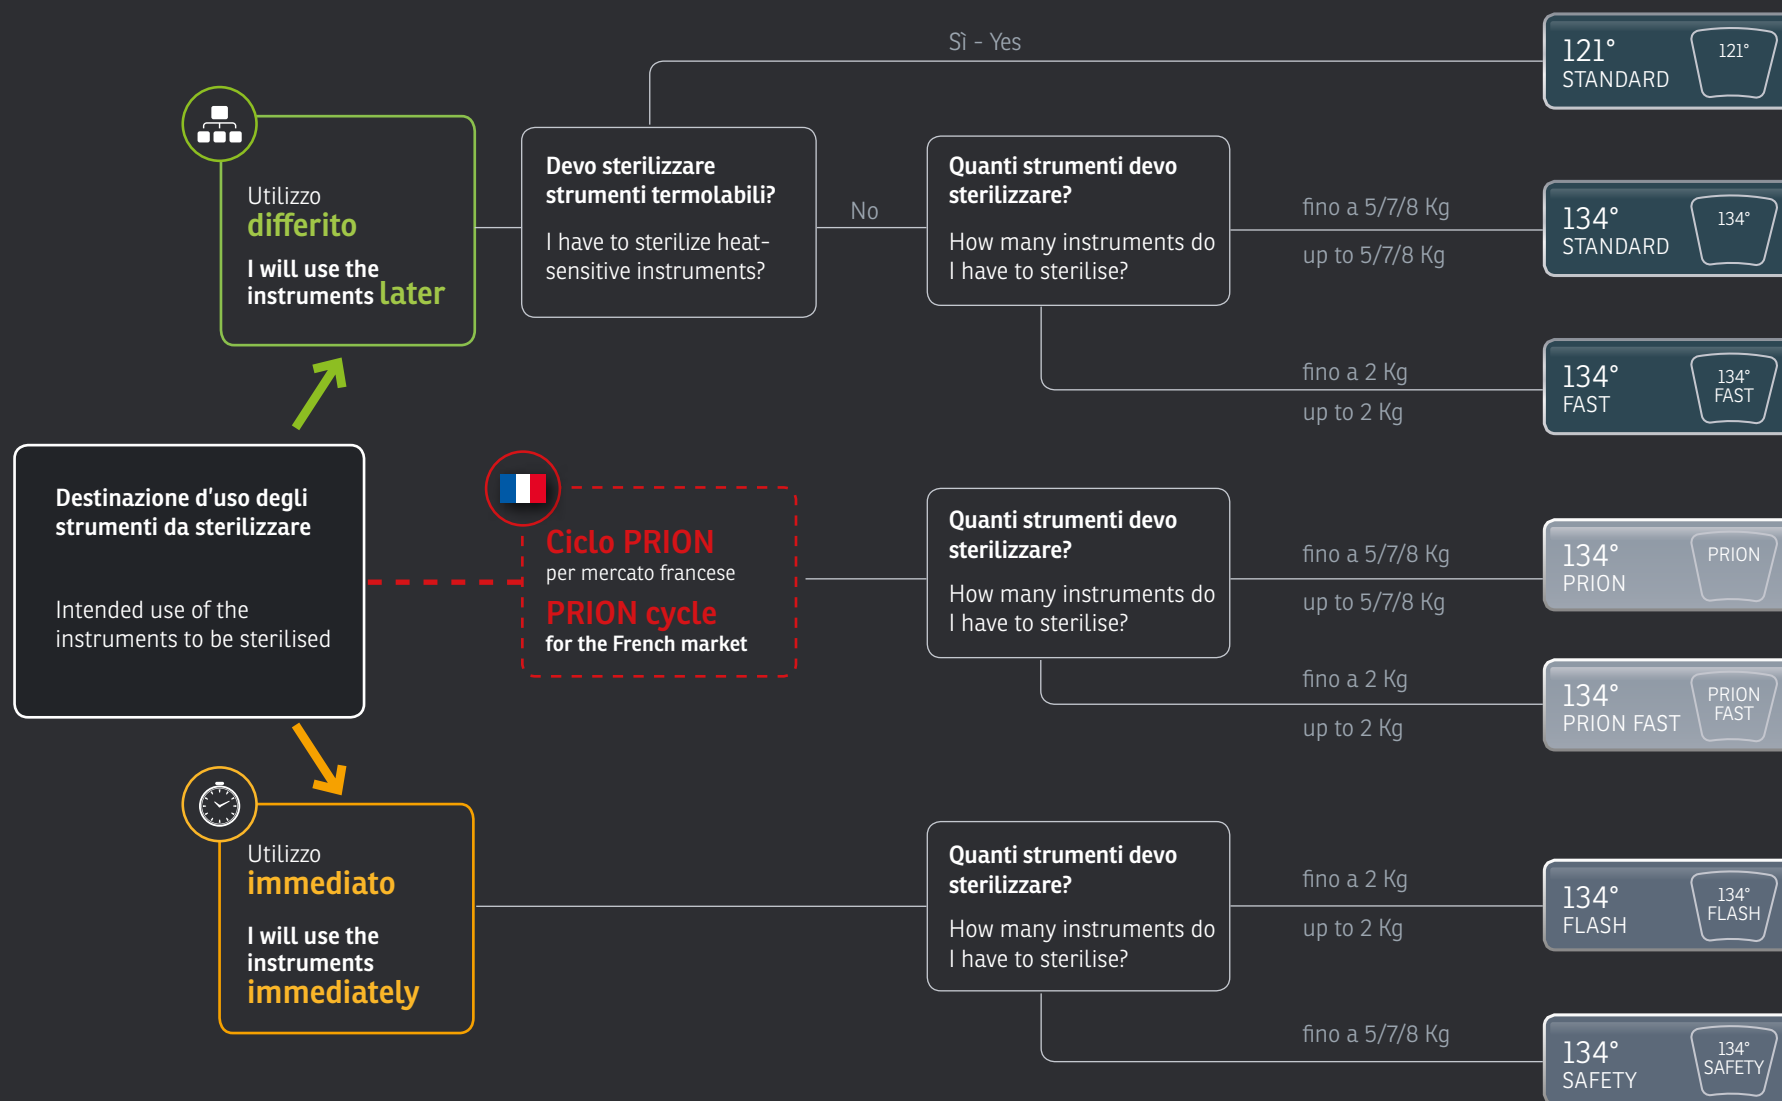 Sì - Yes
121°
STANDARD
121°
Utilizzo
differito
I will use the
instruments later
Devo sterilizzare
strumenti termolabili?
I have to sterilize heat-
sensitive instruments?
No
Quanti strumenti devo
sterilizzare?
How many instruments do
I have to sterilise?
fino a 5/7/8 Kg
up to 5/7/8 Kg
134°
STANDARD
134°
fino a 2 Kg
up to 2 Kg
134°
FAST
134°
FAST
Destinazione d'uso degli
strumenti da sterilizzare
Intended use of the
instruments to be sterilised
Ciclo PRION
per mercato francese
PRION cycle
for the French market
Quanti strumenti devo
sterilizzare?
How many instruments do
I have to sterilise?
fino a 5/7/8 Kg
up to 5/7/8 Kg
134°
PRION
PRION
fino a 2 Kg
up to 2 Kg
134°
PRION FAST
PRION
FAST
Utilizzo
immediato
I will use the
instruments
immediately
Quanti strumenti devo
sterilizzare?
How many instruments do
I have to sterilise?
fino a 2 Kg
up to 2 Kg
134°
FLASH
134°
FLASH
fino a 5/7/8 Kg
134°
SAFETY
134°
SAFETY